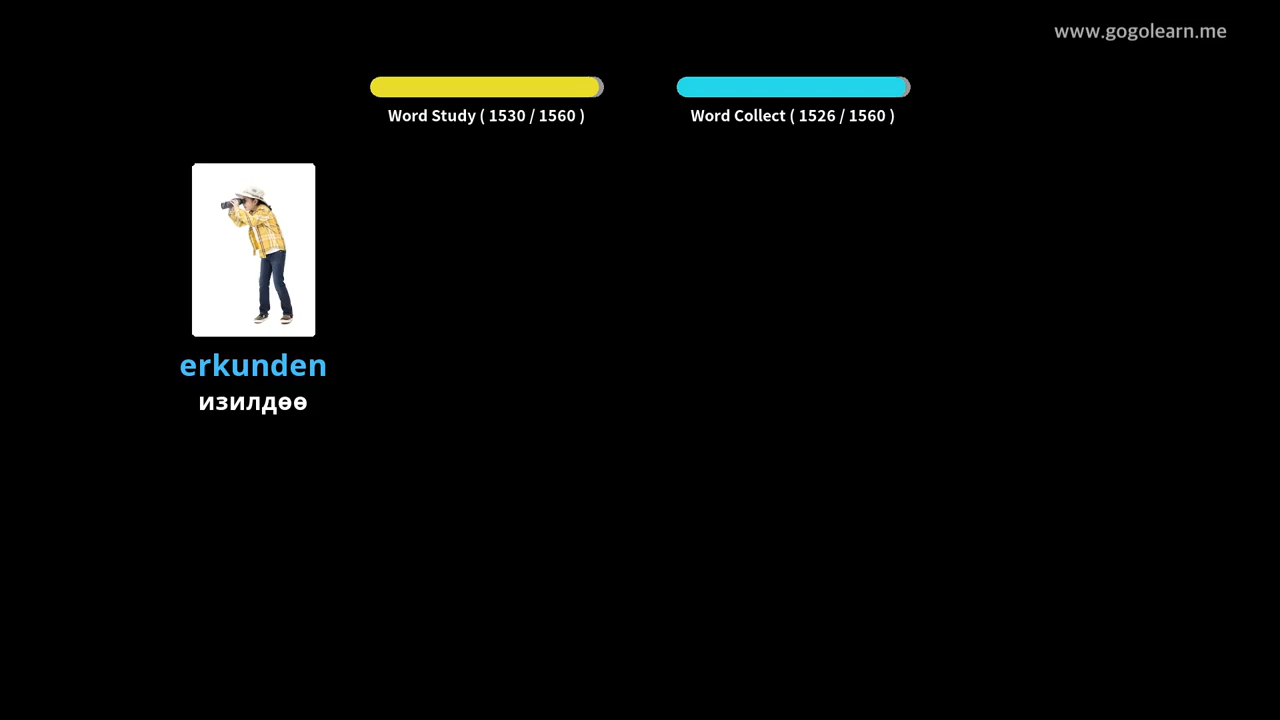 www.gogolearn.me
Word Study ( 1530 / 1560 )
Word Collect ( 1526 / 1560 )
erkunden
изилдөө